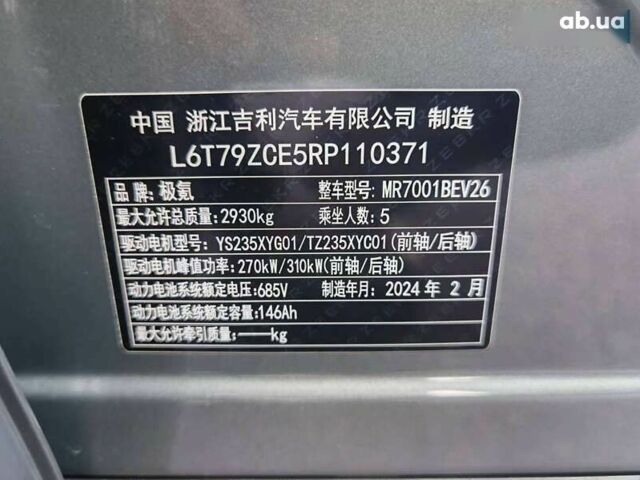 ab.ua
中国 浙江吉利汽车有限公司 制造
L6T79ZCE5RP110371
品牌: 极氪 整车型号: MR7001BEV26
最大允许总质量: 2930kg 乘坐人数: 5
驱动电机型号: YS235XYG01/TZ235XYC01(前轴/后轴)
驱动电机峰值功率: 270kW/310kW(前轴/后轴)
动力电池系统额定电压: 685V 制造年月: 2024 年 2 月
动力电池系统额定容量: 146Ah
最大允许牵引质量: ——kg